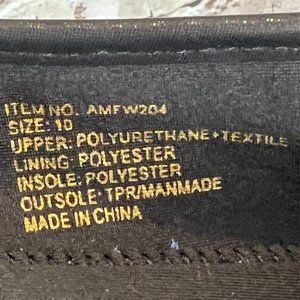 ITEM NO. AMFW204
SIZE: 10
UPPER: POLYURETHANE+TEXTILE
LINING: POLYESTER
INSOLE: POLYESTER
OUTSOLE: TPR/MANMADE
MADE IN CHINA